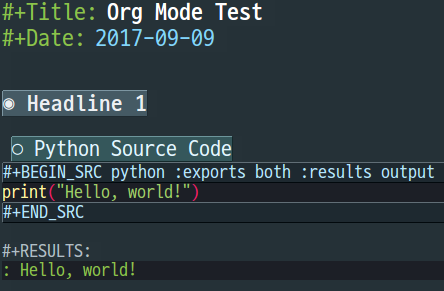 #+Title: Org Mode Test
#+Date: 2017-09-09
◉ Headline 1
○ Python Source Code
#+BEGIN_SRC python :exports both :results output
print("Hello, world!")
#+END_SRC
#+RESULTS:
: Hello, world!